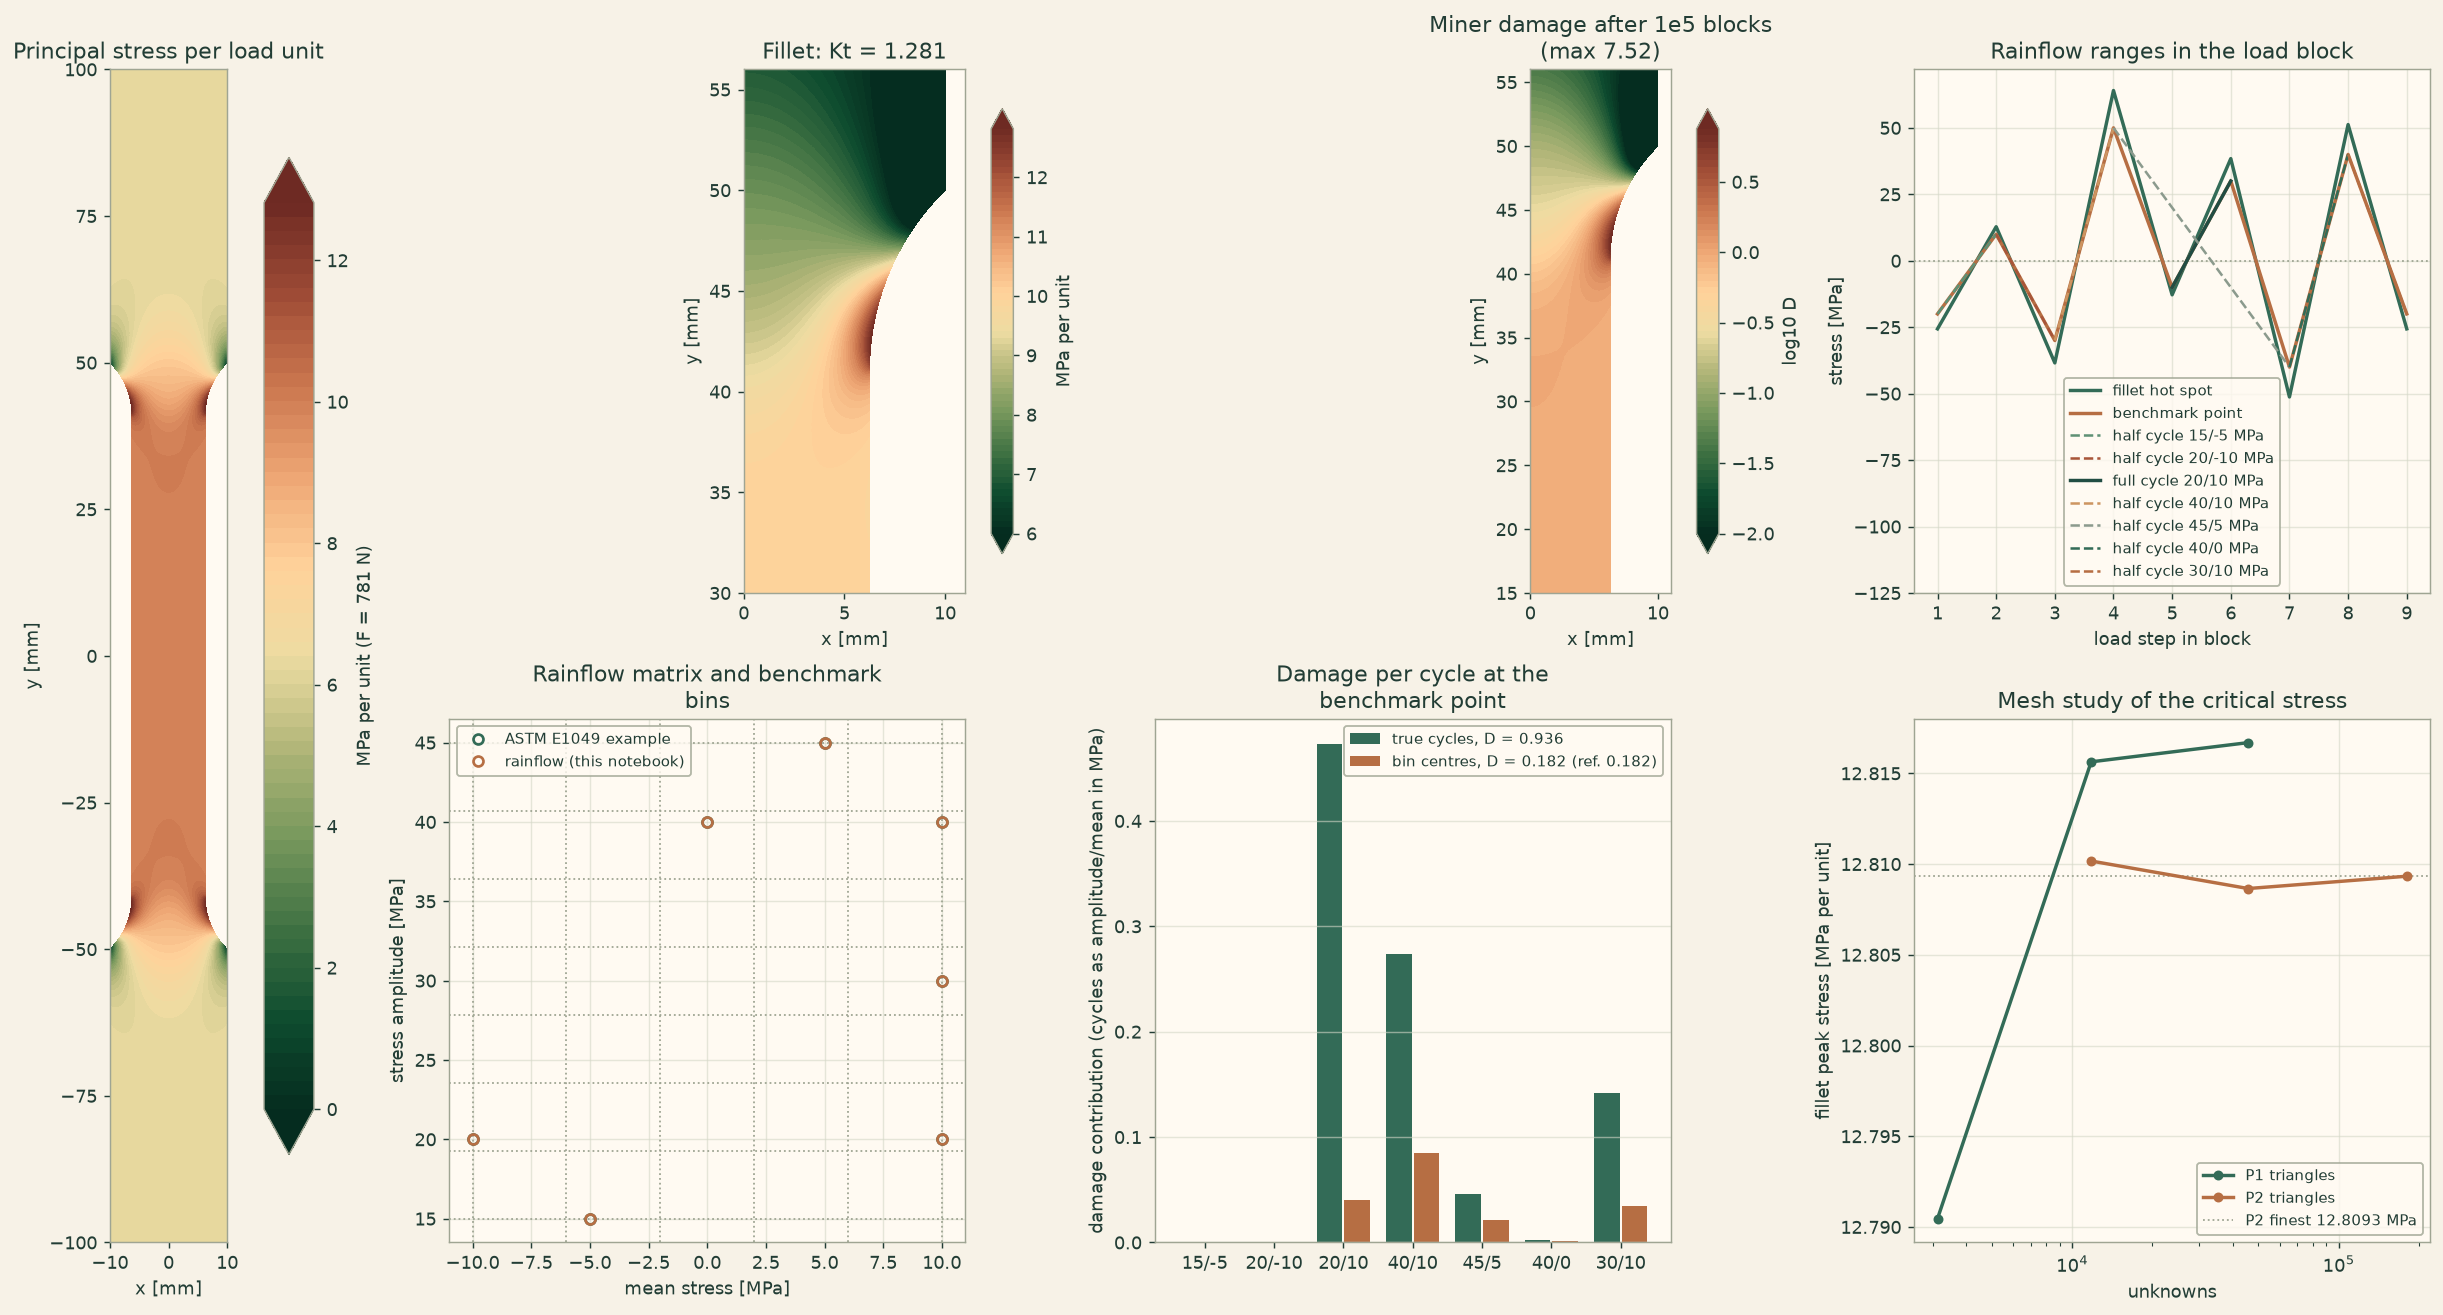 Principal stress per load unit
100
75
50
25
0
−25
−50
−75
−100
y [mm]
−10
0
10
x [mm]
12
10
8
6
4
2
0
MPa per unit (F = 781 N)
Fillet: Kt = 1.281
55
50
45
40
35
30
y [mm]
0
5
10
x [mm]
12
11
10
9
8
7
6
MPa per unit
Miner damage after 1e5 blocks
(max 7.52)
55
50
45
40
35
30
25
20
15
y [mm]
0
10
x [mm]
0.5
0.0
−0.5
−1.0
−1.5
−2.0
log10 D
Rainflow ranges in the load block
50
25
0
−25
−50
−75
−100
−125
stress [MPa]
fillet hot spot
benchmark point
half cycle 15/-5 MPa
half cycle 20/-10 MPa
full cycle 20/10 MPa
half cycle 40/10 MPa
half cycle 45/5 MPa
half cycle 40/0 MPa
half cycle 30/10 MPa
1
2
3
4
5
6
7
8
9
load step in block
Rainflow matrix and benchmark
bins
ASTM E1049 example
rainflow (this notebook)
45
40
35
30
25
20
15
stress amplitude [MPa]
−10.0
−7.5
−5.0
−2.5
0.0
2.5
5.0
7.5
10.0
mean stress [MPa]
Damage per cycle at the
benchmark point
true cycles, D = 0.936
bin centres, D = 0.182 (ref. 0.182)
0.4
0.3
0.2
0.1
0.0
damage contribution (cycles as amplitude/mean in MPa)
15/-5
20/-10
20/10
40/10
45/5
40/0
30/10
Mesh study of the critical stress
12.815
12.810
12.805
12.800
12.795
12.790
fillet peak stress [MPa per unit]
P1 triangles
P2 triangles
P2 finest 12.8093 MPa
10⁴
10⁵
unknowns